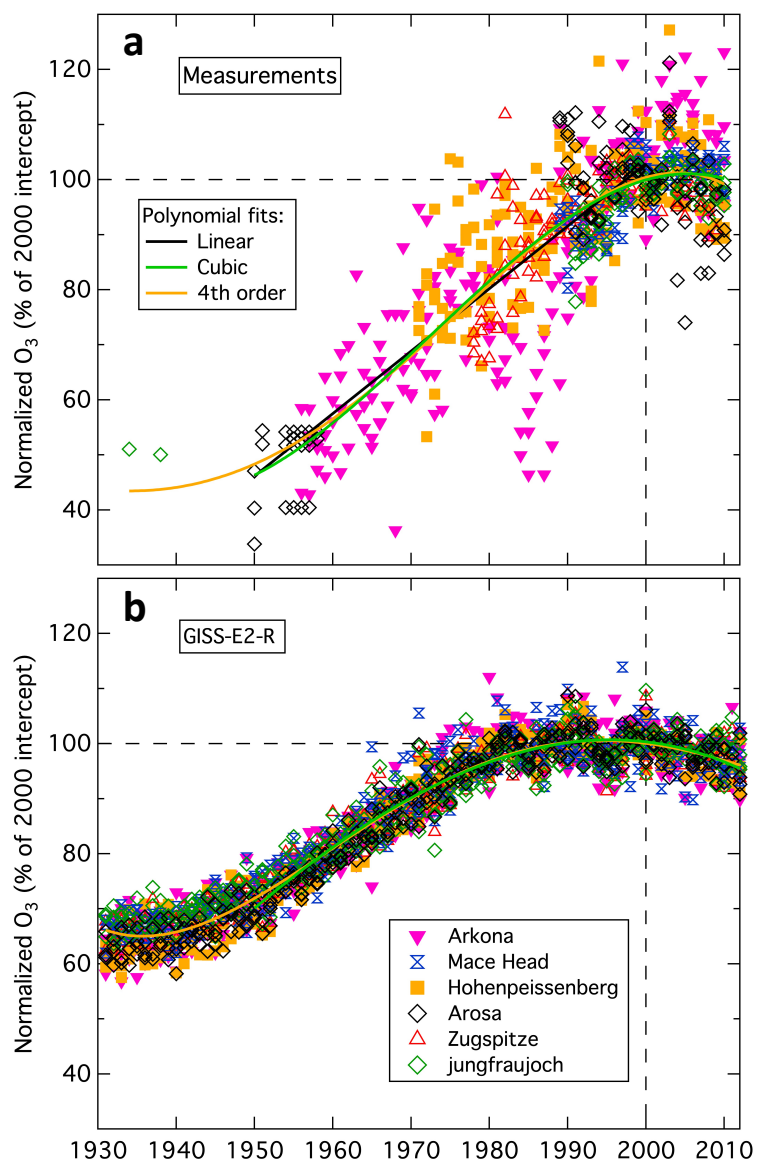 a
Measurements
120
100
80
60
40
Normalized O3 (% of 2000 intercept)
Polynomial fits:
Linear
Cubic
4th order
b
GISS-E2-R
120
100
80
60
40
Normalized O3 (% of 2000 intercept)
Arkona
Mace Head
Hohenpeissenberg
Arosa
Zugspitze
jungfraujoch
1930 1940 1950 1960 1970 1980 1990 2000 2010